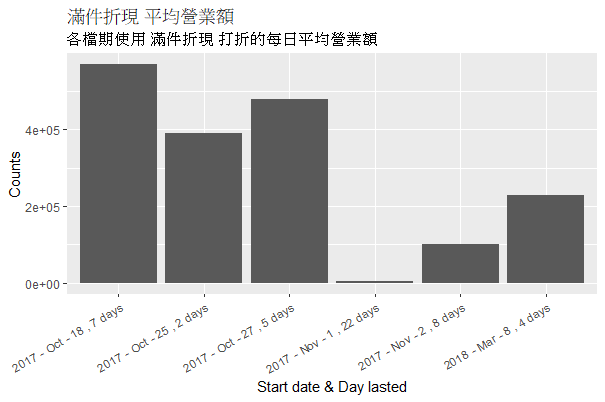 滿件折現 平均營業額
各檔期使用 滿件折現 打折的每日平均營業額
Counts
4e+05
2e+05
0e+00
2017 - Oct - 18 , 7 days
2017 - Oct - 25 , 2 days
2017 - Oct - 27 , 5 days
2017 - Nov - 1 , 22 days
2017 - Nov - 2 , 8 days
2018 - Mar - 8 , 4 days
Start date & Day lasted